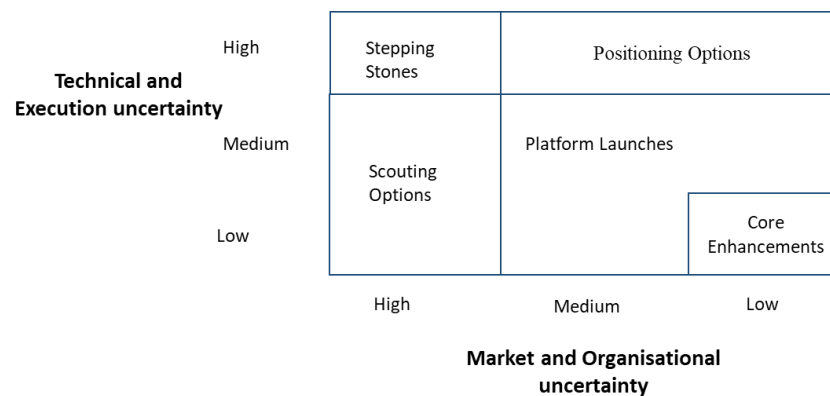 High
Stepping
Stones
Positioning Options
Technical and
Execution uncertainty
Medium
Platform Launches
Scouting
Options
Low
Core
Enhancements
High
Medium
Low
Market and Organisational
uncertainty